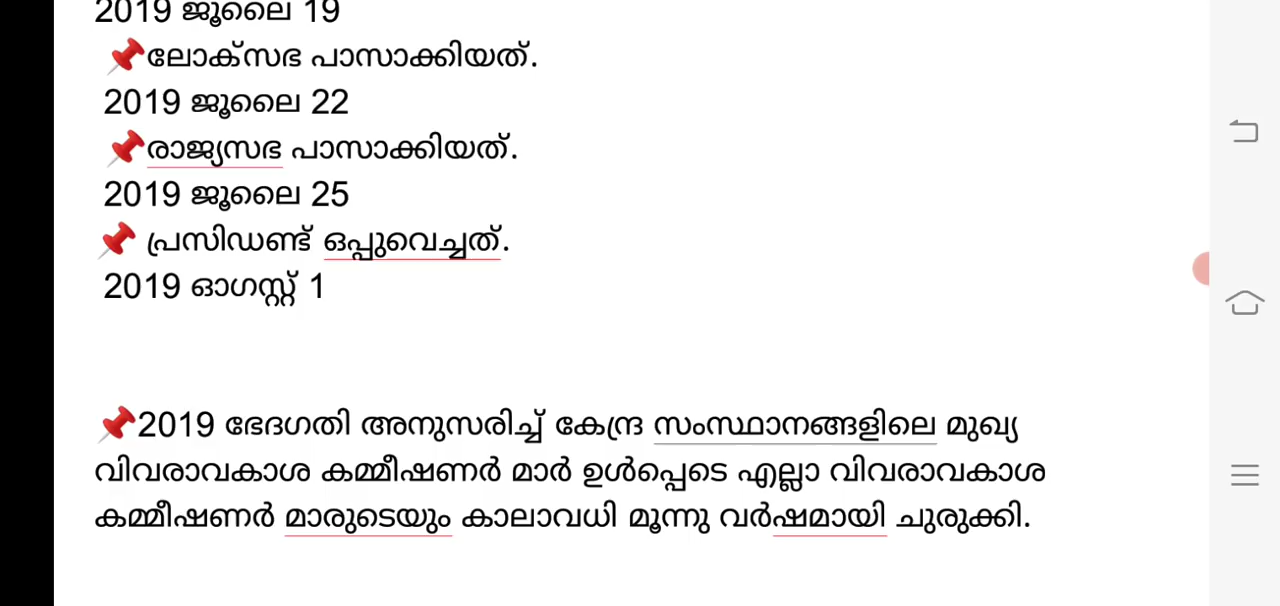 2019 ജൂലൈ 19
📌ലോക്സഭ പാസാക്കിയത്.
2019 ജൂലൈ 22
📌രാജ്യസഭ പാസാക്കിയത്.
2019 ജൂലൈ 25
📌 പ്രസിഡണ്ട് ഒപ്പുവെച്ചത്.
2019 ഓഗസ്റ്റ് 1
📌2019 ഭേദഗതി അനുസരിച്ച് കേന്ദ്ര സംസ്ഥാനങ്ങളിലെ മുഖ്യ
വിവരാവകാശ കമ്മീഷണർ മാർ ഉൾപ്പെടെ എല്ലാ വിവരാവകാശ
കമ്മീഷണർ മാരുടെയും കാലാവധി മൂന്നു വർഷമായി ചുരുക്കി.